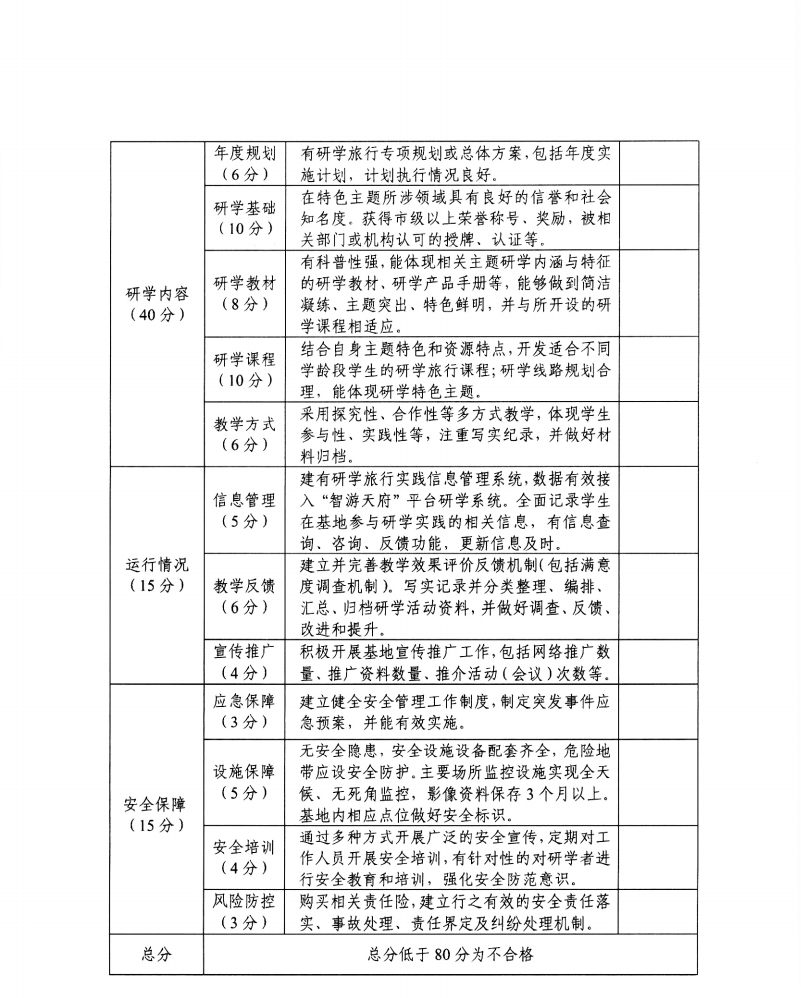 研学内容
（40分）
年度规划
（6分）
有研学旅行专项规划或总体方案，包括年度实
施计划，计划执行情况良好。
研学基础
（10分）
在特色主题所涉领域具有良好的信誉和社会
知名度。获得市级以上荣誉称号、奖励，被相
关部门或机构认可的授牌、认证等。
研学教材
（8分）
有科普性强，能体现相关主题研学内涵与特征
的研学教材、研学产品手册等，能够做到简洁
凝练、主题突出、特色鲜明，并与所开设的研
学课程相适应。
研学课程
（10分）
结合自身主题特色和资源特点，开发适合不同
学龄段学生的研学旅行课程；研学线路规划合
理，能体现研学特色主题。
教学方式
（6分）
采用探究性、合作性等多方式教学，体现学生
参与性、实践性等，注重写实纪录，并做好材
料归档。
运行情况
（15分）
信息管理
（5分）
建有研学旅行实践信息管理系统，数据有效接
入“智游天府”平台研学系统。全面记录学生
在基地参与研学实践的相关信息，有信息查
询、咨询、反馈功能，更新信息及时。
教学反馈
（6分）
建立并完善教学效果评价反馈机制（包括满意
度调查机制）。写实记录并分类整理、编排、
汇总、归档研学活动资料，并做好调查、反馈、
改进和提升。
宣传推广
（4分）
积极开展基地宣传推广工作，包括网络推广数
量、推广资料数量、推介活动（会议）次数等。
安全保障
（15分）
应急保障
（3分）
建立健全安全管理工作制度，制定突发事件应
急预案，并能有效实施。
设施保障
（5分）
无安全隐患，安全设施设备配套齐全，危险地
带应设安全防护。主要场所监控设施实现全天
候、无死角监控，影像资料保存3个月以上。
基地内相应点位做好安全标识。
安全培训
（4分）
通过多种方式开展广泛的安全宣传，定期对工
作人员开展安全培训，有针对性的对研学者进
行安全教育和培训，强化安全防范意识。
风险防控
（3分）
购买相关责任险，建立行之有效的安全责任落
实、事故处理、责任界定及纠纷处理机制。
总分
总分低于80分为不合格